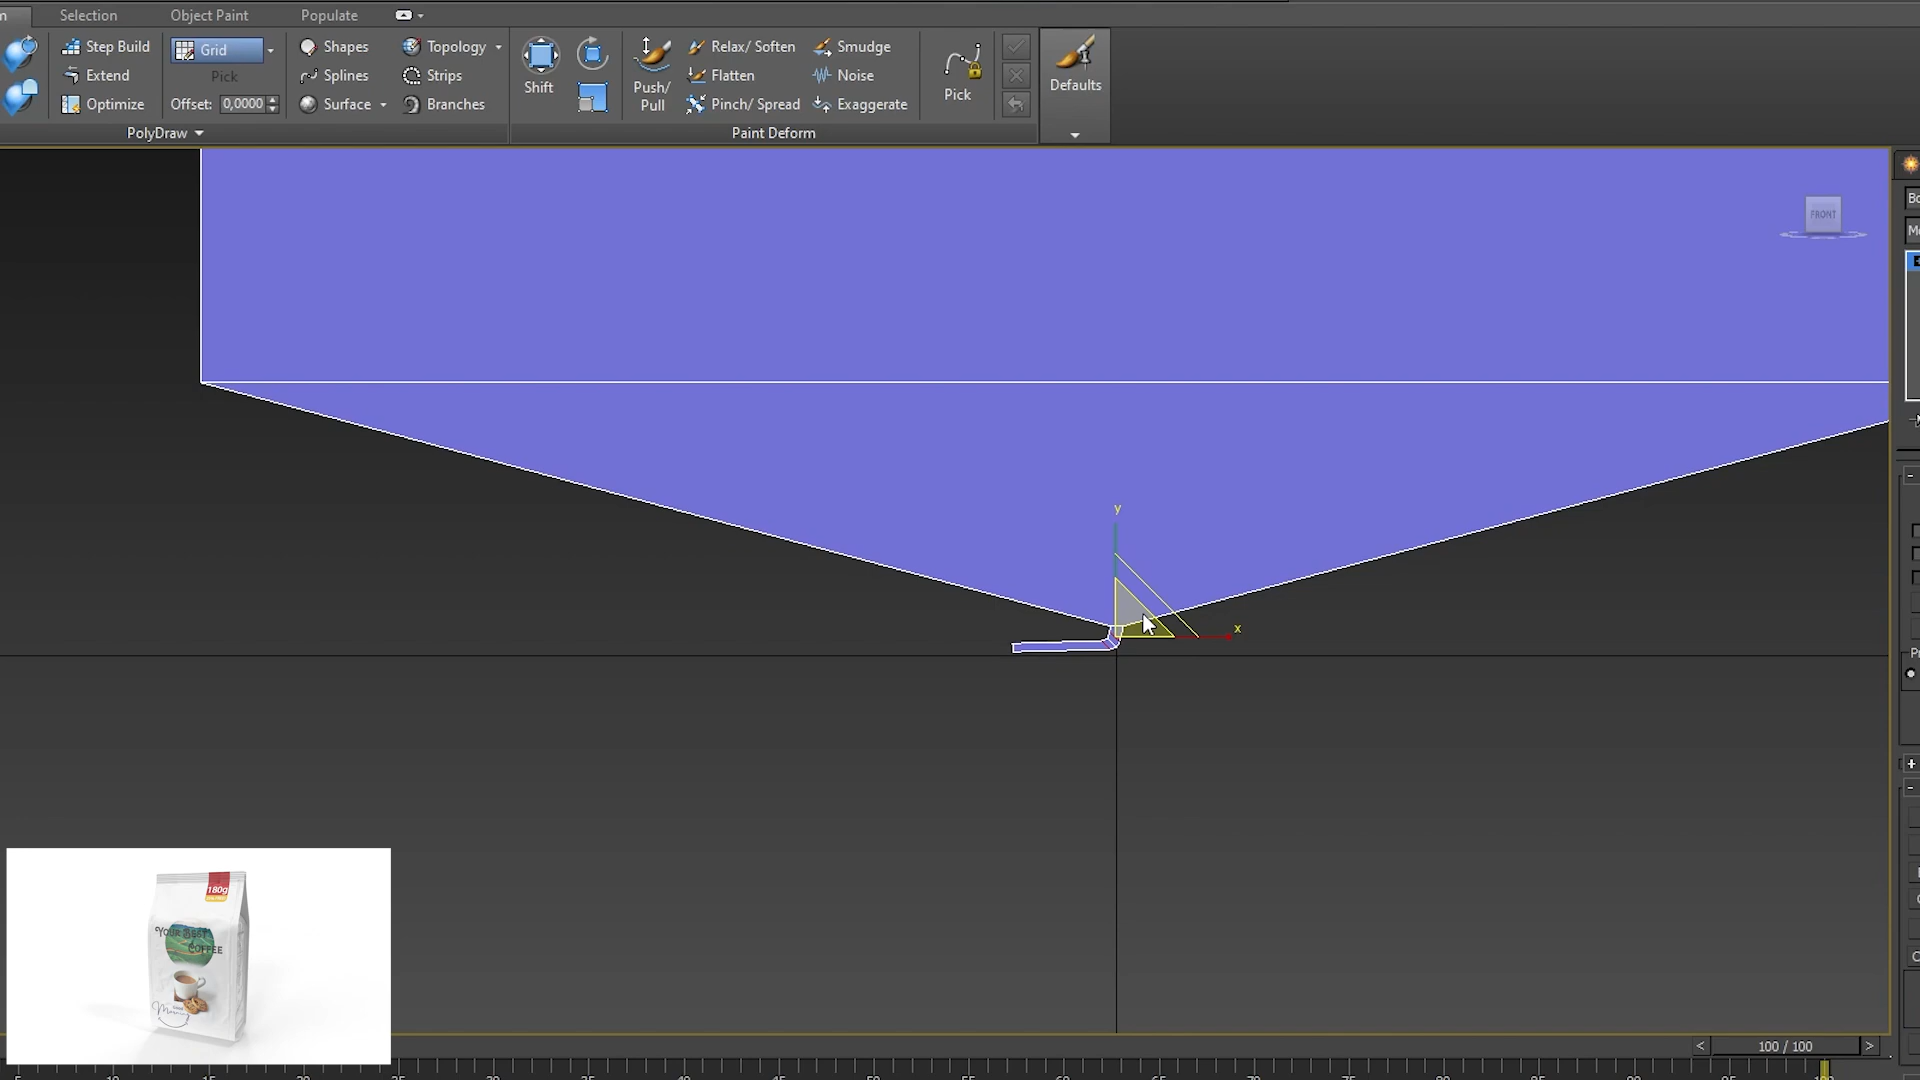 Selection Object Paint Populate
Step Build Grid Shapes Topology Relax/ Soften Smudge
Extend Pick Splines Strips Shift Push/ Pull Flatten Noise Pick Defaults
Optimize Offset: 0,0000 Surface Branches Pinch/ Spread Exaggerate
PolyDraw Paint Deform
FRONT
y
x
180g
YOUR BEST
COFFEE
< 100 / 100 >